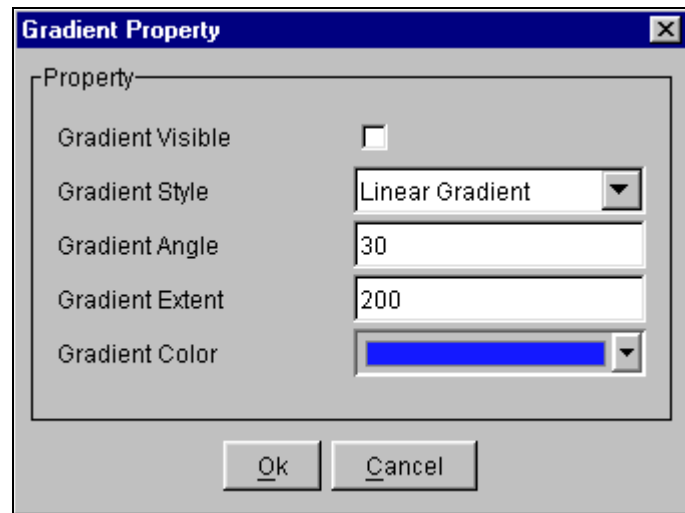 Gradient Property
Property
Gradient Visible
Gradient Style Linear Gradient
Gradient Angle 30
Gradient Extent 200
Gradient Color
Ok Cancel